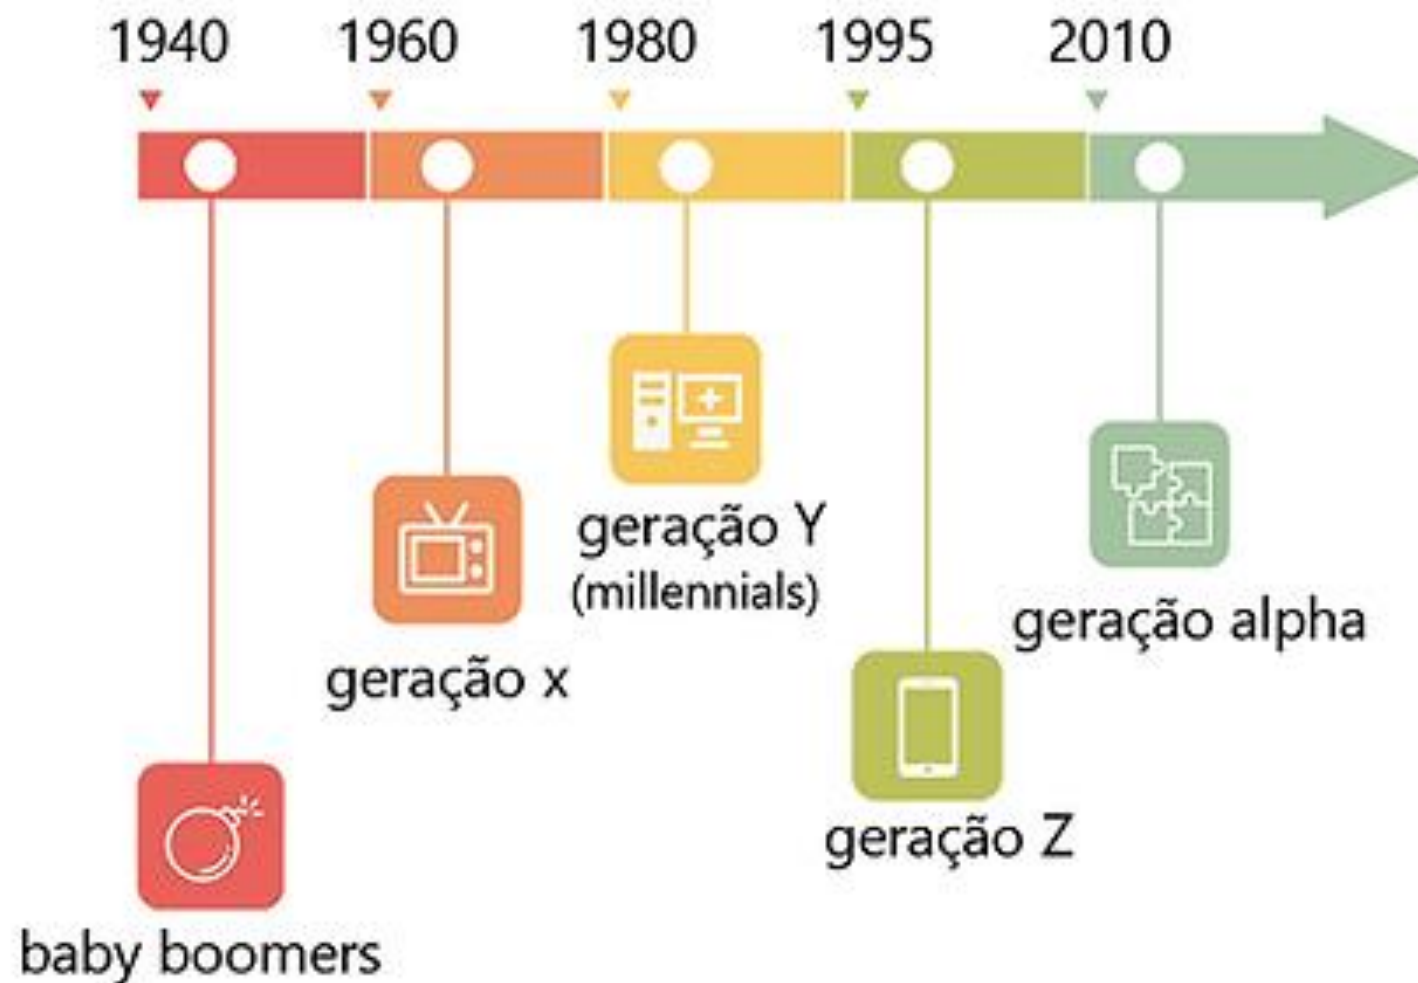 1940 1960 1980 1995 2010
geração Y
(millennials)
geração alpha
geração x
geração Z
baby boomers